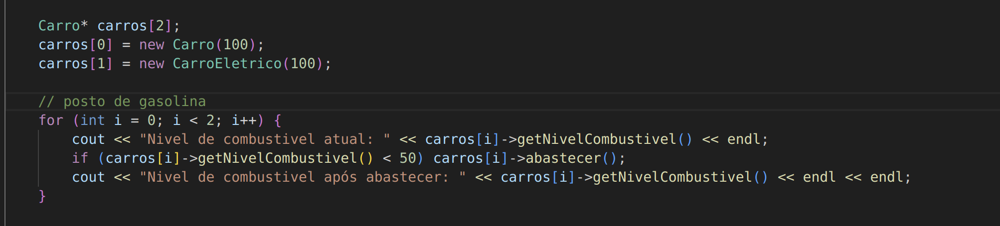 Carro* carros[2];
carros[0] = new Carro(100);
carros[1] = new CarroEletrico(100);
// posto de gasolina
for (int i = 0; i < 2; i++) {
cout << "Nivel de combustivel atual: " << carros[i]->getNivelCombustivel() << endl;
if (carros[i]->getNivelCombustivel() < 50) carros[i]->abastecer();
cout << "Nivel de combustivel após abastecer: " << carros[i]->getNivelCombustivel() << endl << endl;
}